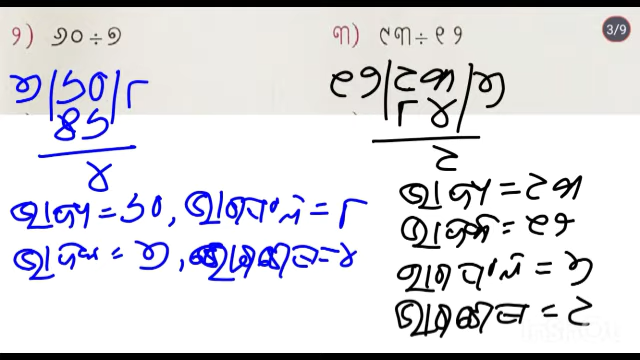 ୨) ୬୦ ÷ ୭
୭|୬୦|୮
୫୬
୪
ଭାଜ୍ୟ = ୬୦, ଭାଗଫଳ = ୮
ଭାଜକ = ୭, ଭାଗଶେଷ = ୪
୩) ୯୩ ÷ ୧୨
୧୨|୯୩|୭
୮୪
୯
ଭାଜ୍ୟ = ୯୩
ଭାଜକ = ୧୨
ଭାଗଫଳ = ୭
ଭାଗଶେଷ = ୯
3/9